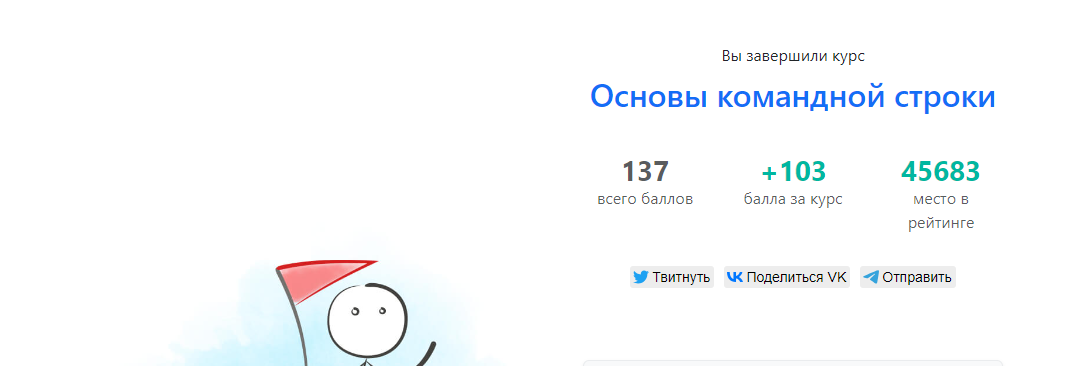 Вы завершили курс
Основы командной строки
137
всего баллов
+103
балла за курс
45683
место в
рейтинге
Твитнуть
Поделиться VK
Отправить